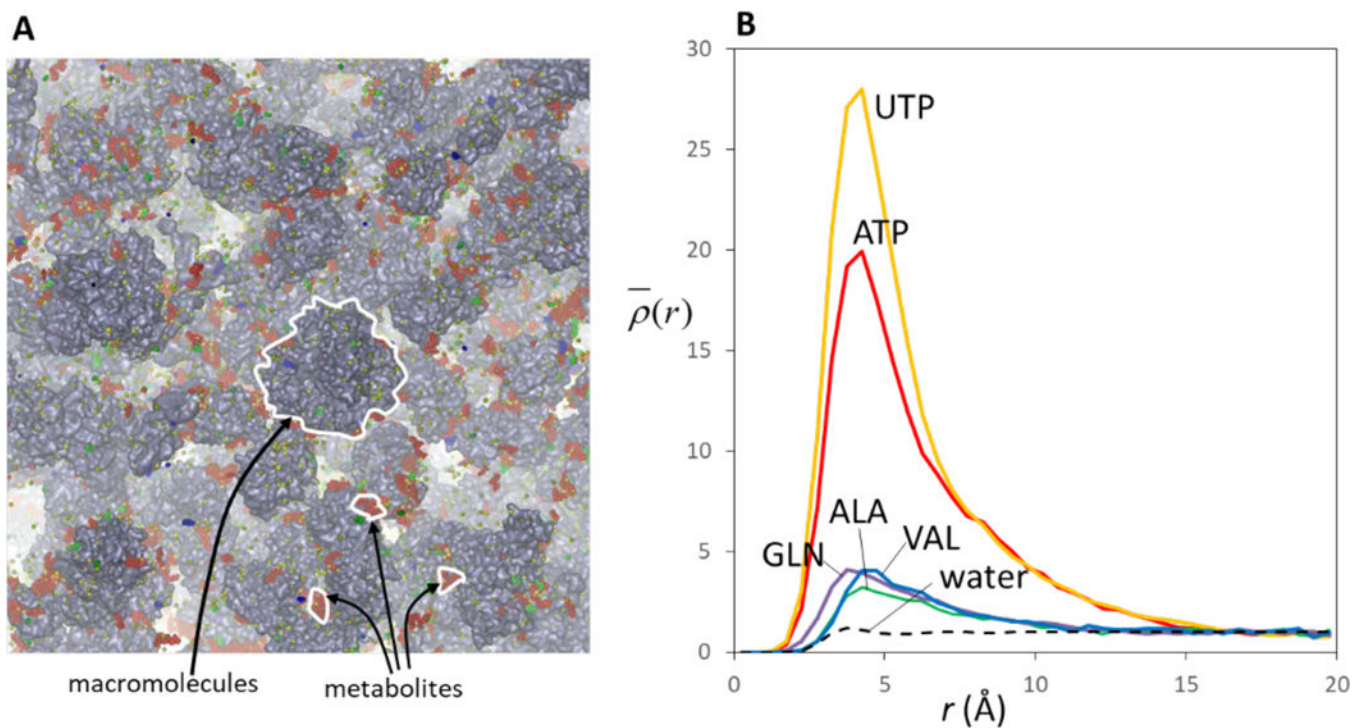 A
macromolecules
metabolites
B
30
25
20
15
10
5
0
ρ̅(r)
UTP
ATP
ALA
VAL
GLN
water
0
5
10
15
20
r (Å)